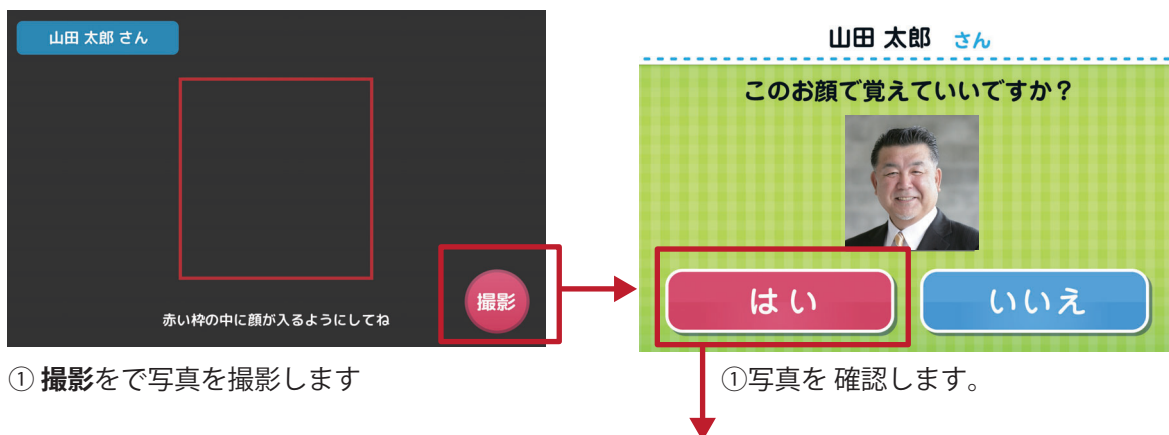 山田 太郎 さん
赤い枠の中に顔が入るようにしてね
撮影
① 撮影をで写真を撮影します
山田 太郎 さん
このお顔で覚えていいですか？
はい
いいえ
①写真を 確認します。